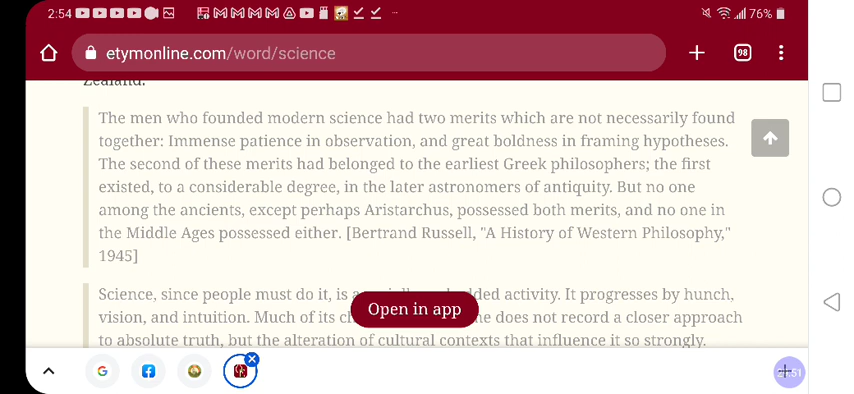 2:54
76%
etymonline.com/word/science
98
Zealand.
The men who founded modern science had two merits which are not necessarily found
together: Immense patience in observation, and great boldness in framing hypotheses.
The second of these merits had belonged to the earliest Greek philosophers; the first
existed, to a considerable degree, in the later astronomers of antiquity. But no one
among the ancients, except perhaps Aristarchus, possessed both merits, and no one in
the Middle Ages possessed either. [Bertrand Russell, "A History of Western Philosophy,"
1945]
Science, since people must do it, is a activity. It progresses by hunch,
Open in app
vision, and intuition. Much of its does not record a closer approach
to absolute truth, but the alteration of cultural contexts that influence it so strongly.